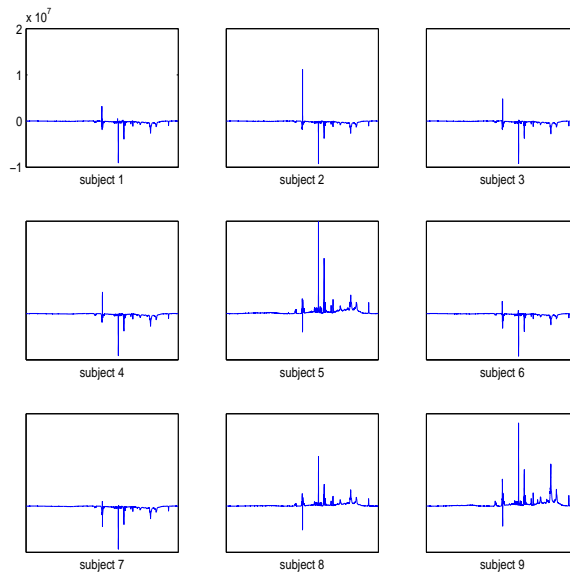 x 10^7
2
1
0
−1
subject 1
subject 2
subject 3
subject 4
subject 5
subject 6
subject 7
subject 8
subject 9